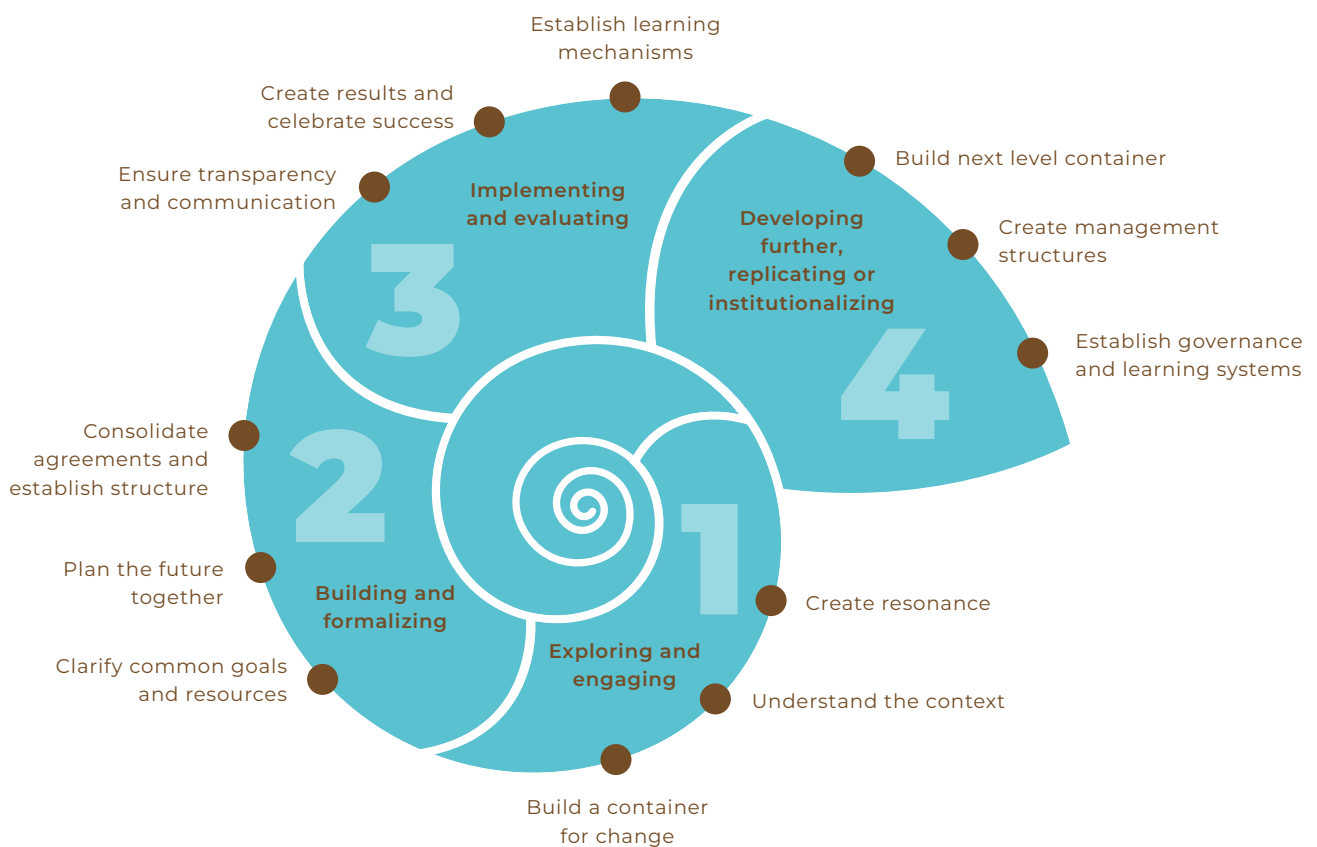 Establish learning
mechanisms
Create results and
celebrate success
Ensure transparency
and communication
Implementing
and evaluating
3
Build next level container
Create management
structures
Establish governance
and learning systems
Developing
further,
replicating or
institutionalizing
4
Consolidate
agreements and
establish structure
Plan the future
together
Clarify common goals
and resources
2
Building and
formalizing
1
Exploring and
engaging
Create resonance
Understand the context
Build a container
for change